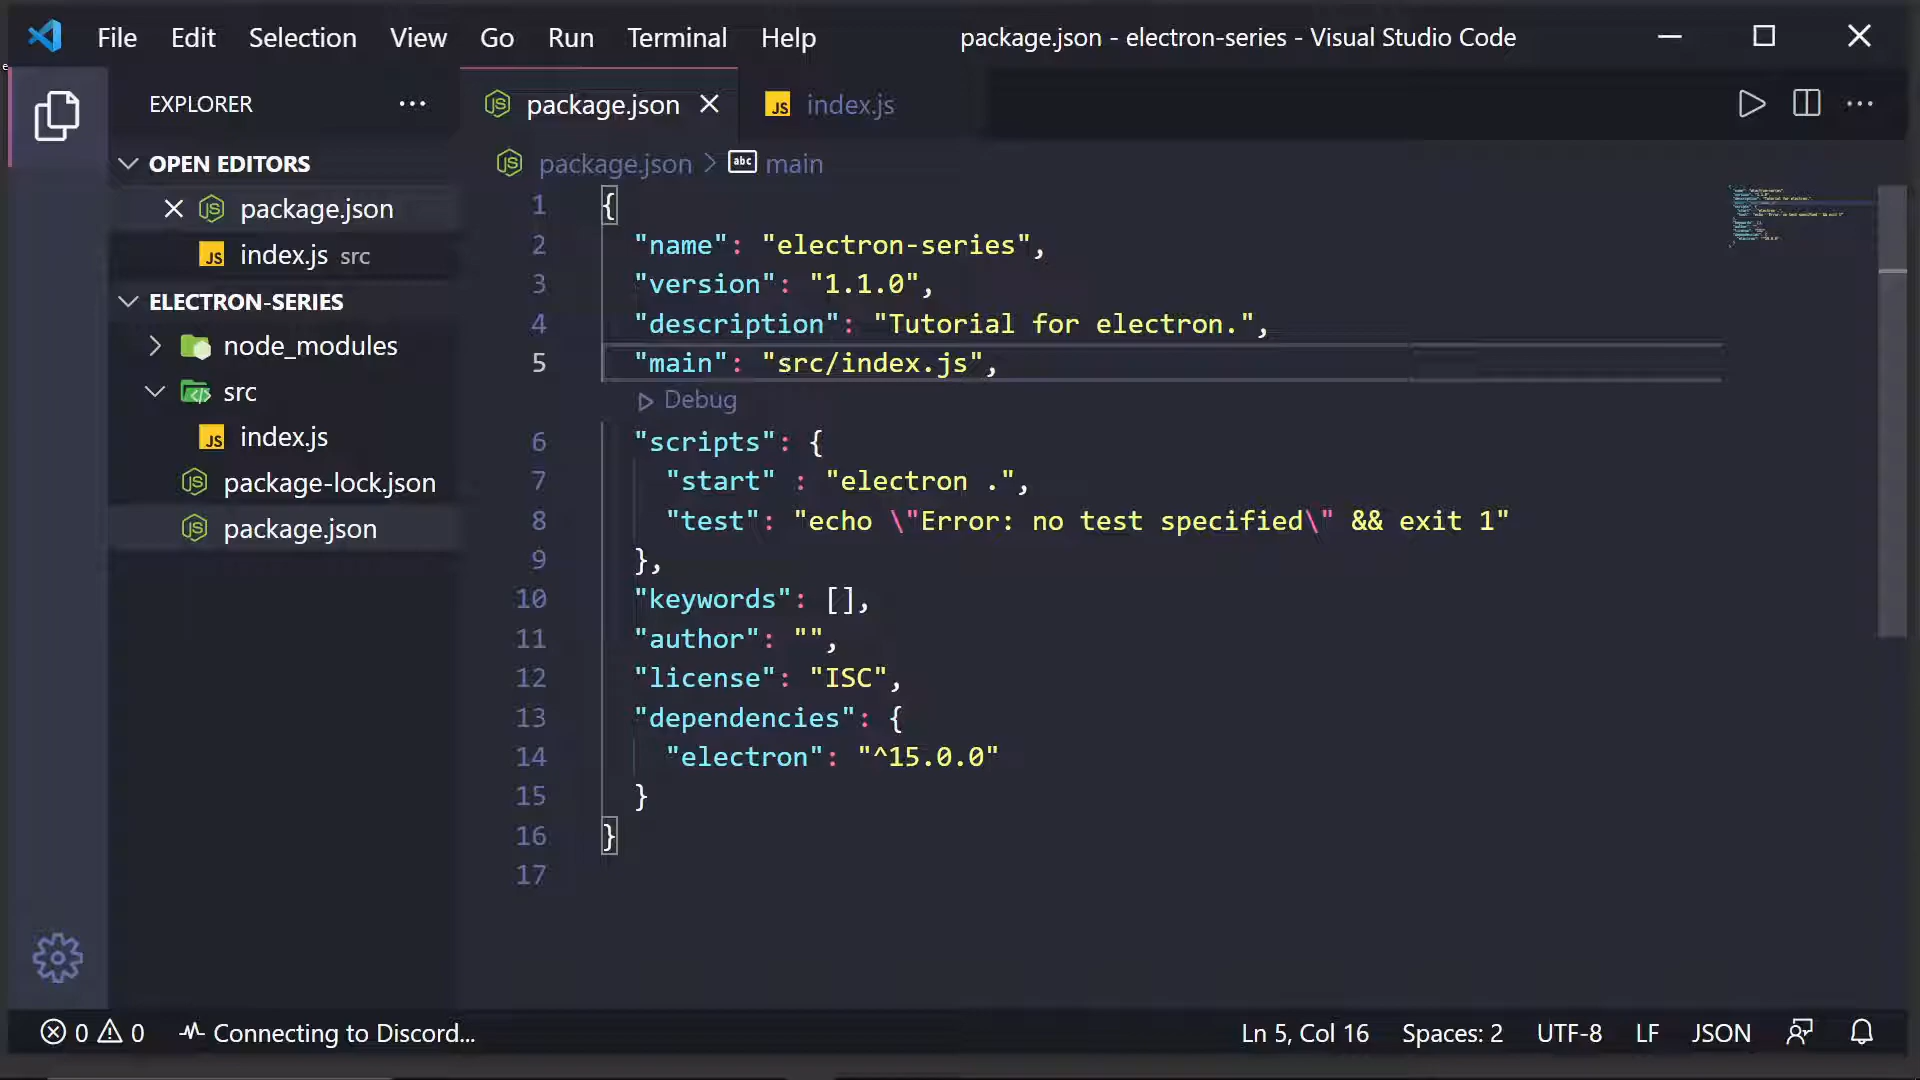 File Edit Selection View Go Run Terminal Help package.json - electron-series - Visual Studio Code
EXPLORER
package.json
index.js
OPEN EDITORS
package.json
index.js src
ELECTRON-SERIES
node_modules
src
index.js
package-lock.json
package.json
package.json > main
1 {
2 "name": "electron-series",
3 "version": "1.1.0",
4 "description": "Tutorial for electron.",
5 "main": "src/index.js",
Debug
6 "scripts": {
7 "start" : "electron .",
8 "test": "echo \"Error: no test specified\" && exit 1"
9 },
10 "keywords": [],
11 "author": "",
12 "license": "ISC",
13 "dependencies": {
14 "electron": "^15.0.0"
15 }
16 }
17
0 0 Connecting to Discord... Ln 5, Col 16 Spaces: 2 UTF-8 LF JSON